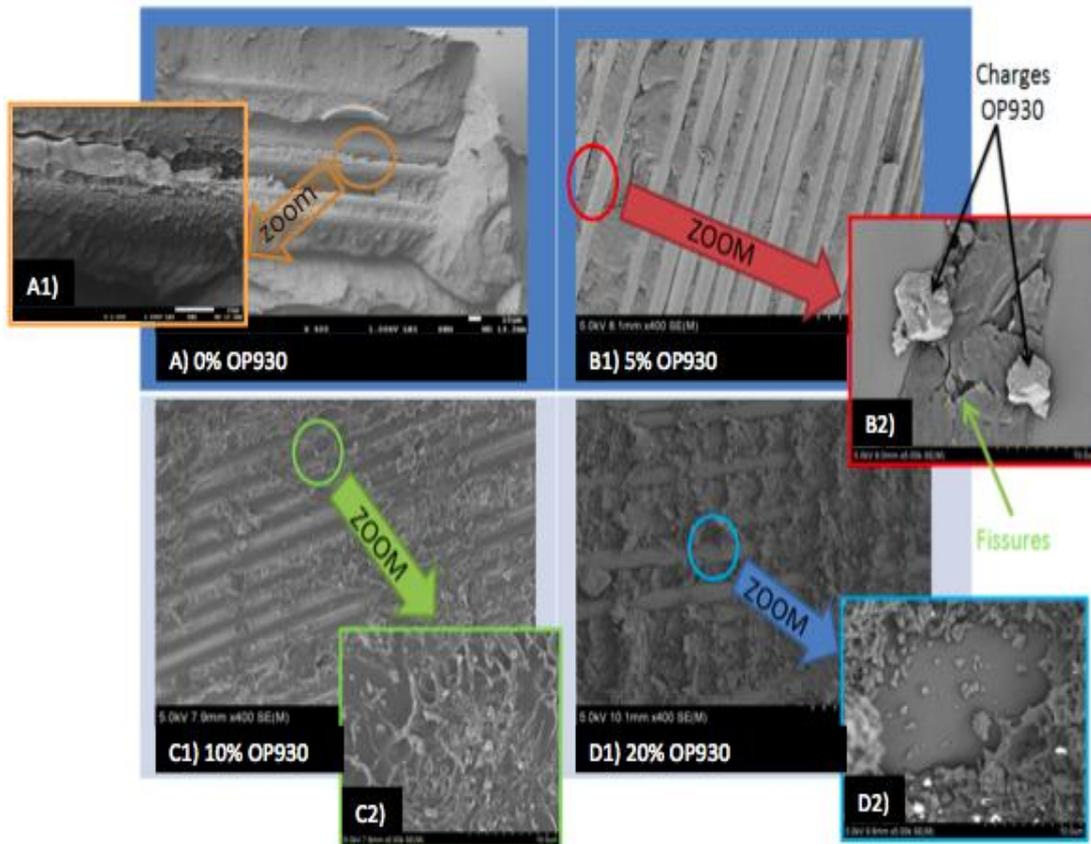 Charges
OP930
zoom
ZOOM
A1)
A) 0% OP930
5.0kV 8.1mm x400 SE(M)
B1) 5% OP930
B2)
Fissures
ZOOM
ZOOM
5.0kV 7.9mm x400 SE(M)
C1) 10% OP930
C2)
5.0kV 10.1mm x400 SE(M)
D1) 20% OP930
D2)